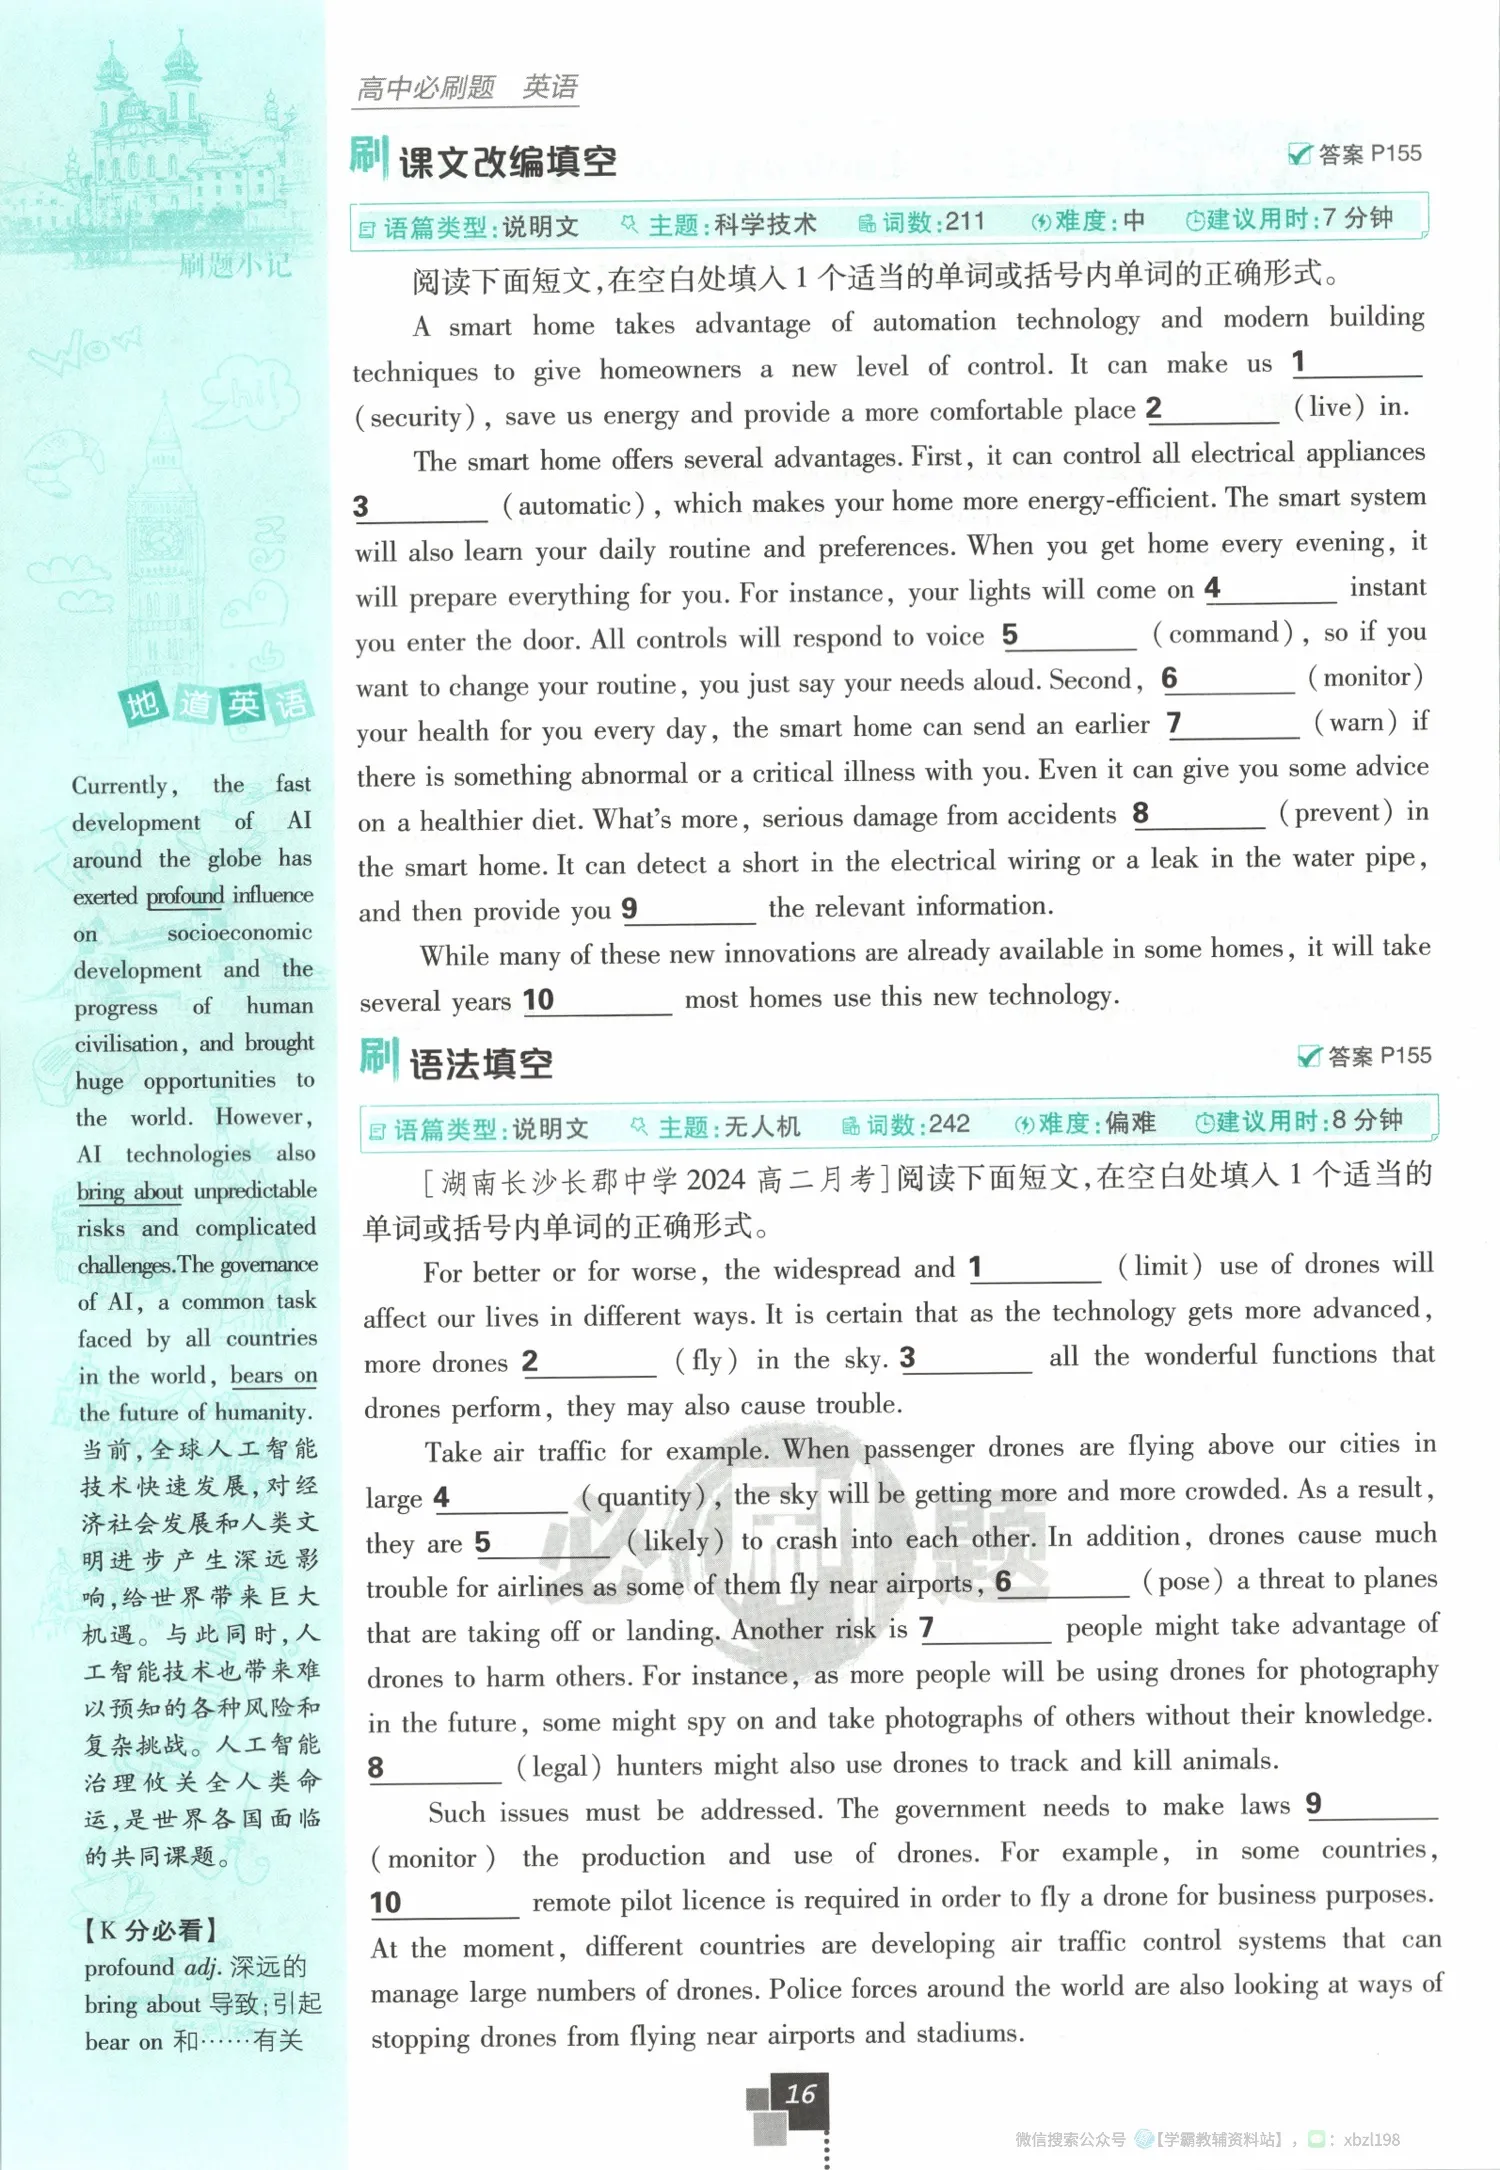 高中必刷题 英语
刷 课文改编填空
答案 P155
语篇类型:说明文 主题:科学技术 词数:211 难度:中 建议用时:7 分钟
刷题小记
阅读下面短文,在空白处填入 1 个适当的单词或括号内单词的正确形式。
A smart home takes advantage of automation technology and modern building
techniques to give homeowners a new level of control. It can make us 1________
(security), save us energy and provide a more comfortable place 2________ (live) in.
The smart home offers several advantages. First, it can control all electrical appliances
3________ (automatic), which makes your home more energy-efficient. The smart system
will also learn your daily routine and preferences. When you get home every evening, it
will prepare everything for you. For instance, your lights will come on 4________ instant
you enter the door. All controls will respond to voice 5________ (command), so if you
want to change your routine, you just say your needs aloud. Second, 6________ (monitor)
your health for you every day, the smart home can send an earlier 7________ (warn) if
there is something abnormal or a critical illness with you. Even it can give you some advice
on a healthier diet. What's more, serious damage from accidents 8________ (prevent) in
the smart home. It can detect a short in the electrical wiring or a leak in the water pipe,
and then provide you 9________ the relevant information.
While many of these new innovations are already available in some homes, it will take
several years 10________ most homes use this new technology.
刷 语法填空
答案 P155
语篇类型:说明文 主题:无人机 词数:242 难度:偏难 建议用时:8 分钟
[湖南长沙长郡中学 2024 高二月考]阅读下面短文,在空白处填入 1 个适当的
单词或括号内单词的正确形式。
For better or for worse, the widespread and 1________ (limit) use of drones will
affect our lives in different ways. It is certain that as the technology gets more advanced,
more drones 2________ (fly) in the sky. 3________ all the wonderful functions that
drones perform, they may also cause trouble.
Take air traffic for example. When passenger drones are flying above our cities in
large 4________ (quantity), the sky will be getting more and more crowded. As a result,
they are 5________ (likely) to crash into each other. In addition, drones cause much
trouble for airlines as some of them fly near airports, 6________ (pose) a threat to planes
that are taking off or landing. Another risk is 7________ people might take advantage of
drones to harm others. For instance, as more people will be using drones for photography
in the future, some might spy on and take photographs of others without their knowledge.
8________ (legal) hunters might also use drones to track and kill animals.
Such issues must be addressed. The government needs to make laws 9________
(monitor) the production and use of drones. For example, in some countries,
10________ remote pilot licence is required in order to fly a drone for business purposes.
At the moment, different countries are developing air traffic control systems that can
manage large numbers of drones. Police forces around the world are also looking at ways of
stopping drones from flying near airports and stadiums.
必刷题
地道英语
Currently, the fast
development of AI
around the globe has
exerted profound influence
on socioeconomic
development and the
progress of human
civilisation, and brought
huge opportunities to
the world. However,
AI technologies also
bring about unpredictable
risks and complicated
challenges.The governance
of AI, a common task
faced by all countries
in the world, bears on
the future of humanity.
当前,全球人工智能
技术快速发展,对经
济社会发展和人类文
明进步产生深远影
响,给世界带来巨大
机遇。与此同时,人
工智能技术也带来难
以预知的各种风险和
复杂挑战。人工智能
治理攸关全人类命
运,是世界各国面临
的共同课题。
【K 分必看】
profound adj. 深远的
bring about 导致;引起
bear on 和……有关
16
微信搜索公众号【学霸教辅资料站】, : xbzl198